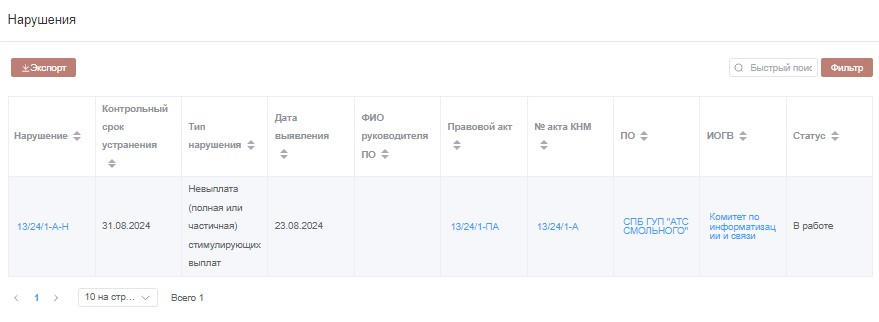 Нарушения
Экспорт
Быстрый поис
Фильтр
Нарушение
Контрольный
срок
устранения
Тип
нарушения
Дата
выявления
ФИО
руководителя
ПО
Правовой акт
№ акта КНМ
ПО
ИОГВ
Статус
13/24/1-А-Н
31.08.2024
Невыплата
(полная или
частичная)
стимулирующих
выплат
23.08.2024
13/24/1-ПА
13/24/1-А
СПБ ГУП "АТС
СМОЛЬНОГО"
Комитет по
информатизац
ии и связи
В работе
1
10 на стр...
Всего 1